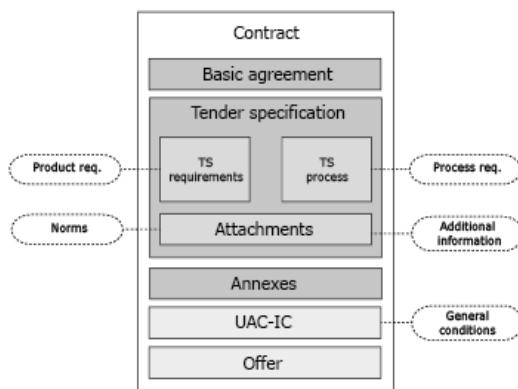 Contract
Basic agreement
Tender specification
TS
requirements
TS
process
Product req.
Process req.
Norms
Attachments
Additional
information
Annexes
UAC-IC
General
conditions
Offer